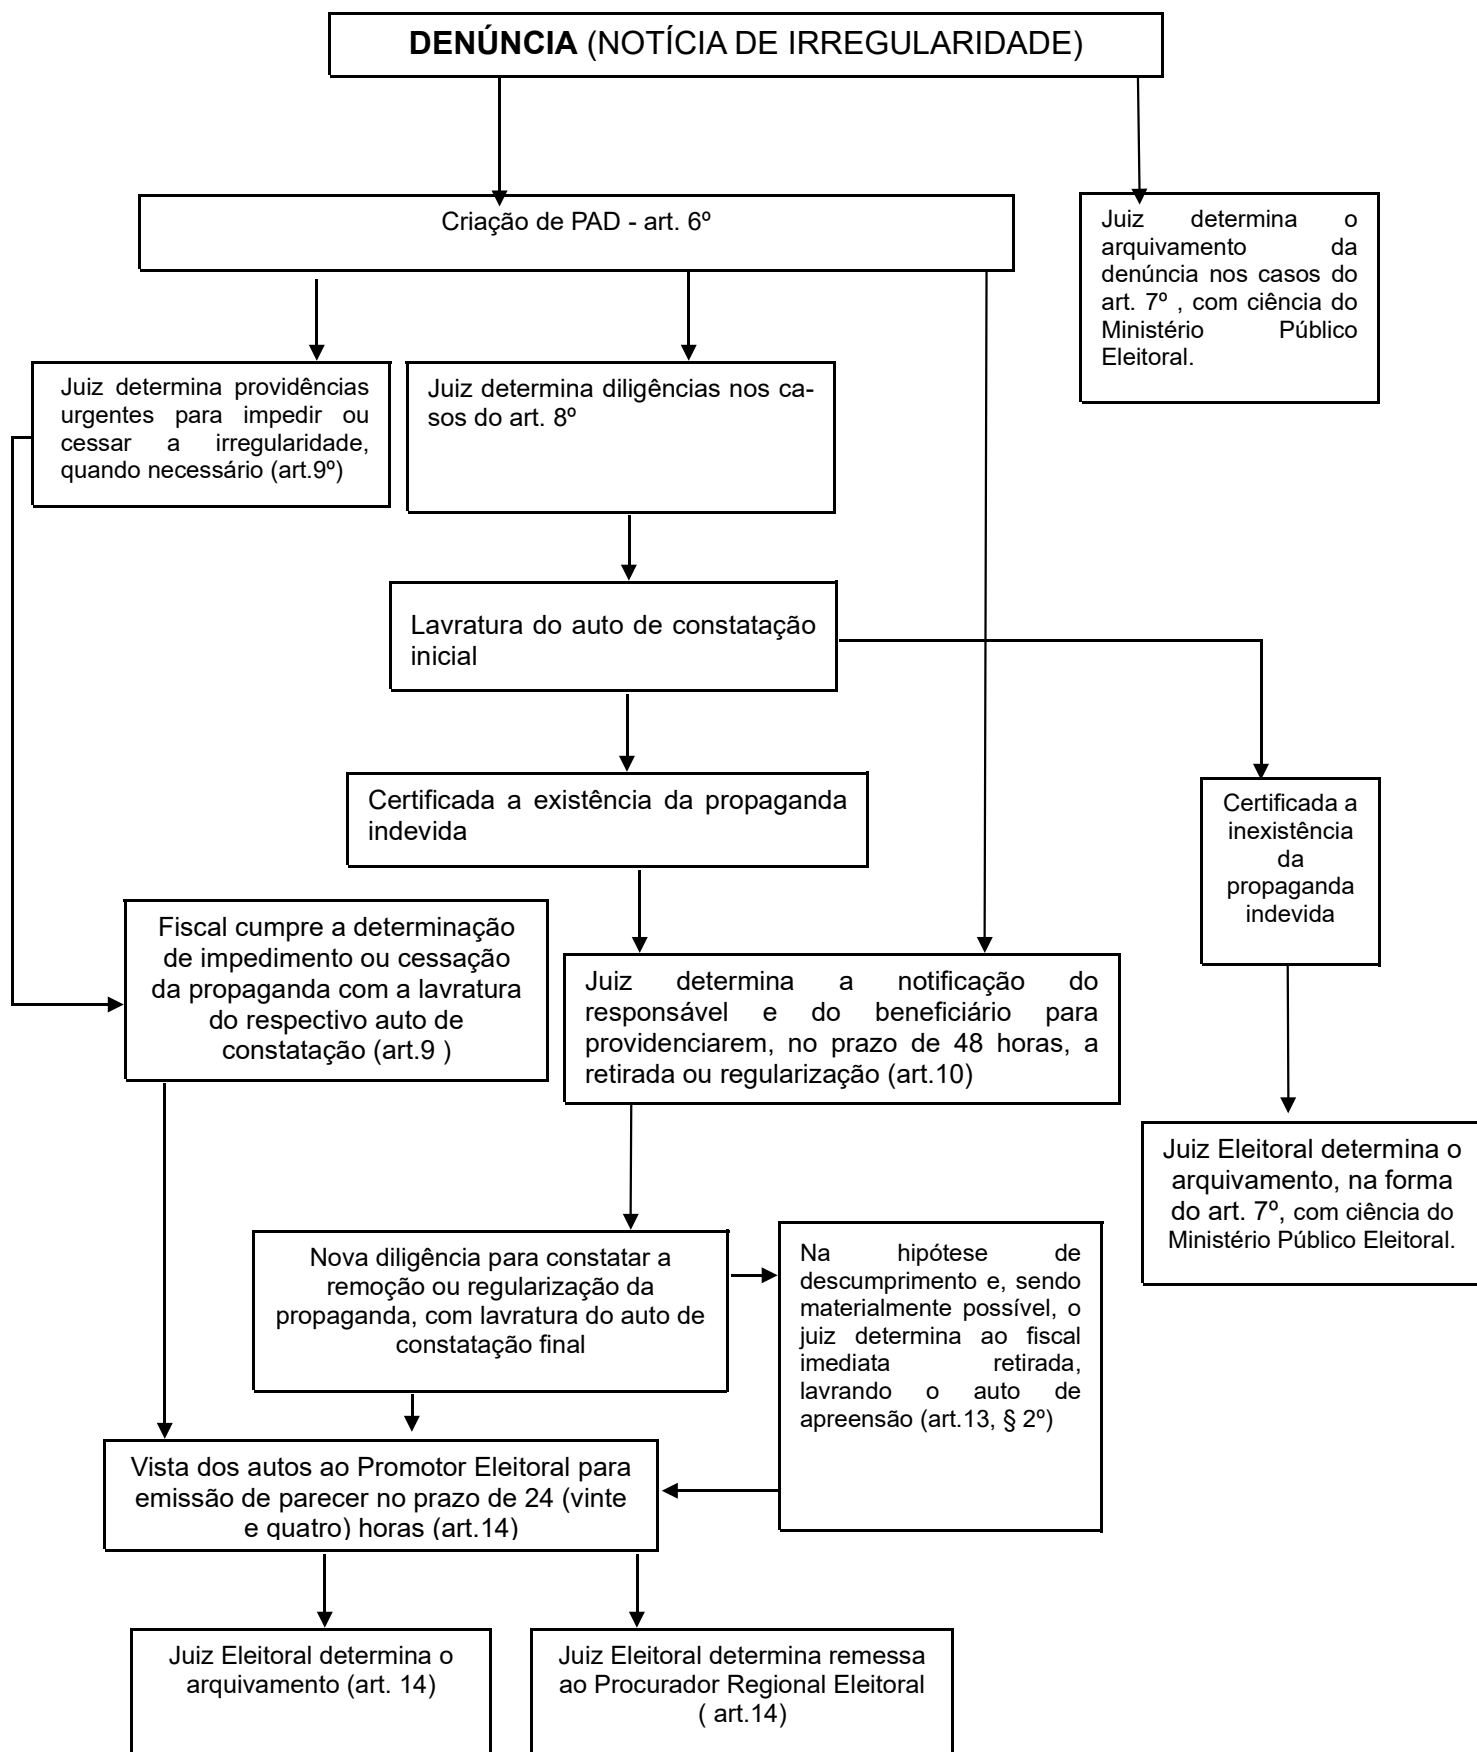 DENÚNCIA (NOTÍCIA DE IRREGULARIDADE)
Criação de PAD - art. 6º
Juiz determina o
arquivamento da
denúncia nos casos do
art. 7º , com ciência do
Ministério Público
Eleitoral.
Juiz determina providências
urgentes para impedir ou
cessar a irregularidade,
quando necessário (art.9º)
Juiz determina diligências nos ca-
sos do art. 8º
Lavratura do auto de constatação
inicial
Certificada a existência da propaganda
indevida
Certificada a
inexistência
da
propaganda
indevida
Fiscal cumpre a determinação
de impedimento ou cessação
da propaganda com a lavratura
do respectivo auto de
constatação (art.9 )
Juiz determina a notificação do
responsável e do beneficiário para
providenciarem, no prazo de 48 horas, a
retirada ou regularização (art.10)
Juiz Eleitoral determina o
arquivamento, na forma
do art. 7º, com ciência do
Ministério Público Eleitoral.
Nova diligência para constatar a
remoção ou regularização da
propaganda, com lavratura do auto de
constatação final
Na hipótese de
descumprimento e, sendo
materialmente possível, o
juiz determina ao fiscal
imediata retirada,
lavrando o auto de
apreensão (art.13, § 2º)
Vista dos autos ao Promotor Eleitoral para
emissão de parecer no prazo de 24 (vinte
e quatro) horas (art.14)
Juiz Eleitoral determina o
arquivamento (art. 14)
Juiz Eleitoral determina remessa
ao Procurador Regional Eleitoral
( art.14)